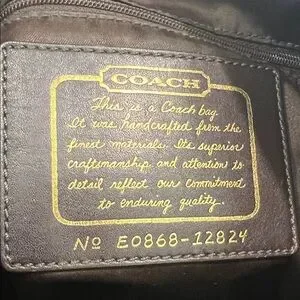 COACH
This is a Coach bag.
It was handcrafted from the
finest materials. Its superior
craftsmanship and attention to
detail reflect our commitment
to enduring quality.
No E0868-12824